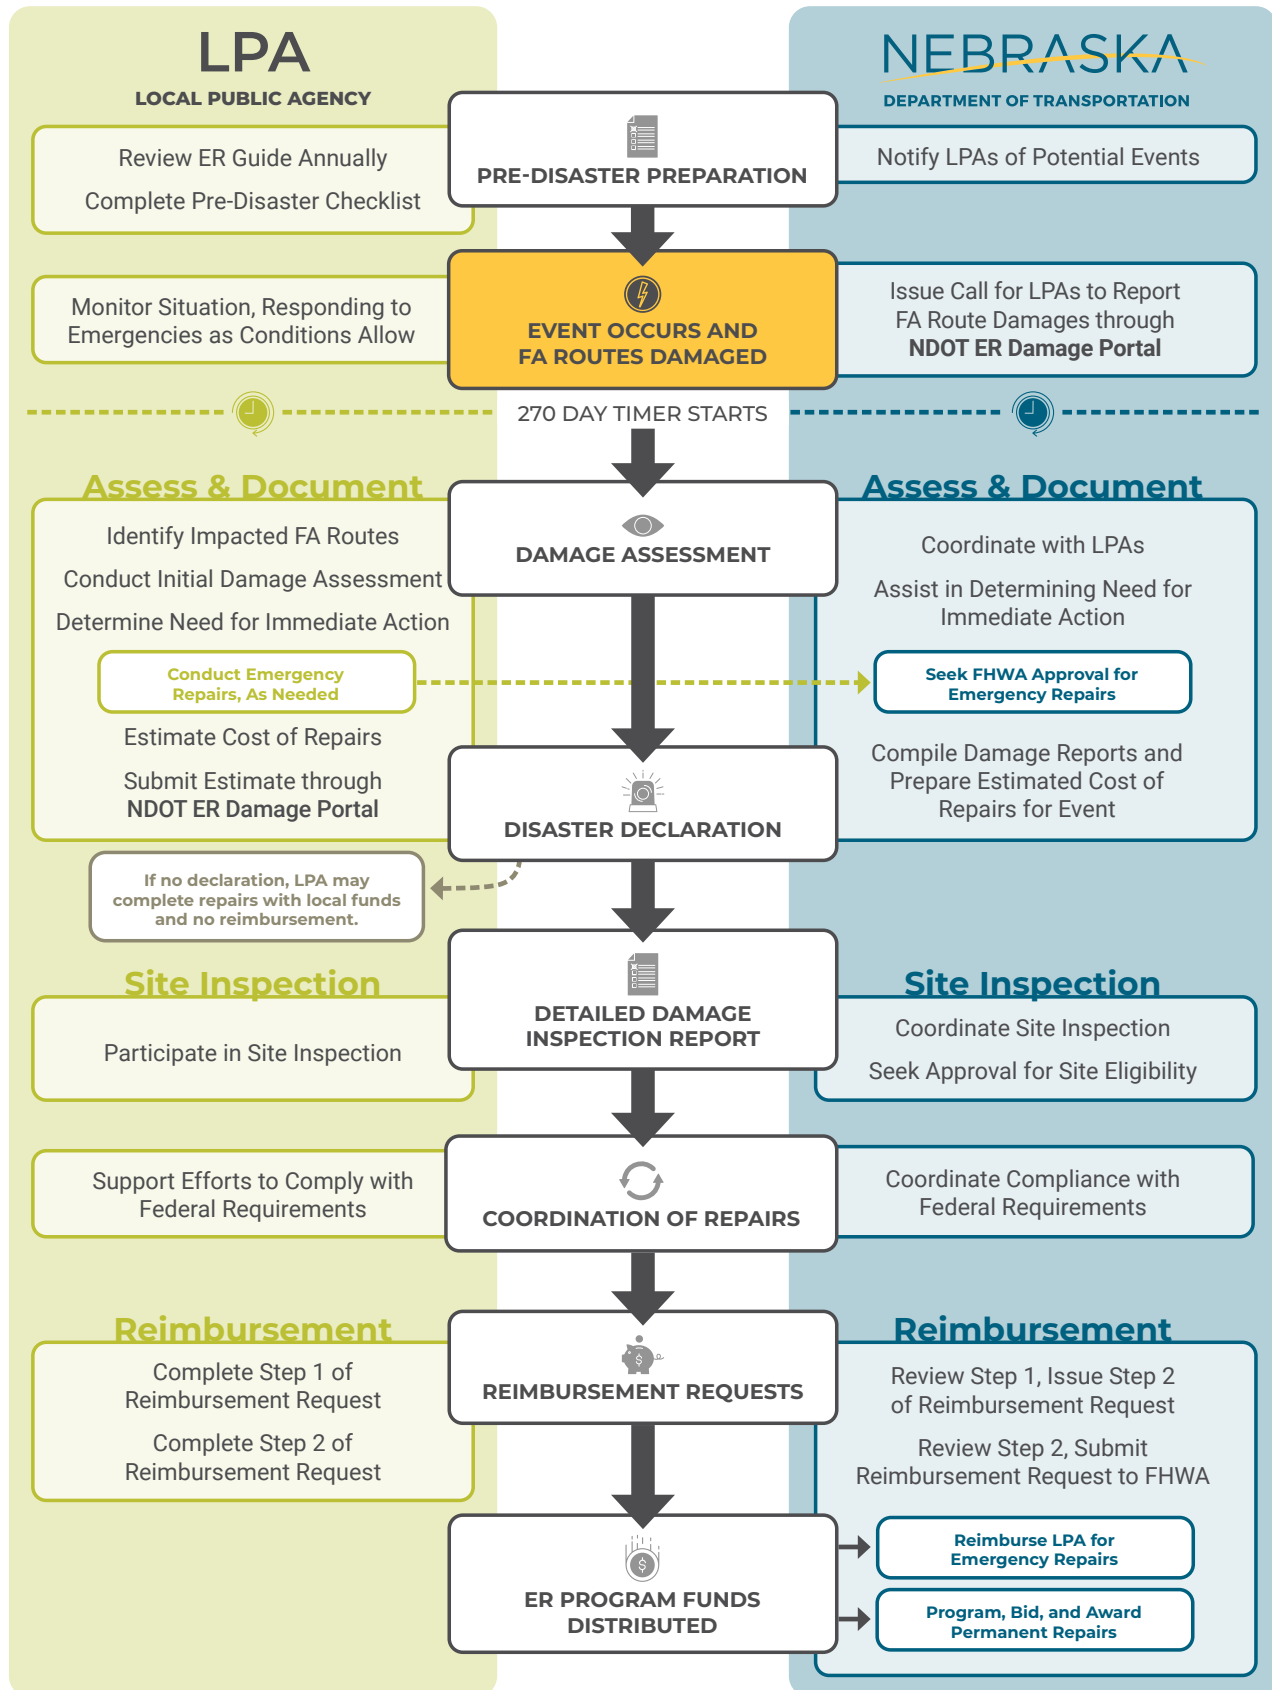 LPA
LOCAL PUBLIC AGENCY
NEBRASKA
DEPARTMENT OF TRANSPORTATION
Review ER Guide Annually
Complete Pre-Disaster Checklist
PRE-DISASTER PREPARATION
Notify LPAs of Potential Events
Monitor Situation, Responding to
Emergencies as Conditions Allow
EVENT OCCURS AND
FA ROUTES DAMAGED
Issue Call for LPAs to Report
FA Route Damages through
NDOT ER Damage Portal
270 DAY TIMER STARTS
Assess & Document
Identify Impacted FA Routes
Conduct Initial Damage Assessment
Determine Need for Immediate Action
Conduct Emergency
Repairs, As Needed
Estimate Cost of Repairs
Submit Estimate through
NDOT ER Damage Portal
DAMAGE ASSESSMENT
Assess & Document
Coordinate with LPAs
Assist in Determining Need for
Immediate Action
Seek FHWA Approval for
Emergency Repairs
Compile Damage Reports and
Prepare Estimated Cost of
Repairs for Event
DISASTER DECLARATION
If no declaration, LPA may
complete repairs with local funds
and no reimbursement.
Site Inspection
Participate in Site Inspection
DETAILED DAMAGE
INSPECTION REPORT
Site Inspection
Coordinate Site Inspection
Seek Approval for Site Eligibility
Support Efforts to Comply with
Federal Requirements
COORDINATION OF REPAIRS
Coordinate Compliance with
Federal Requirements
Reimbursement
Complete Step 1 of
Reimbursement Request
Complete Step 2 of
Reimbursement Request
$
REIMBURSEMENT REQUESTS
Reimbursement
Review Step 1, Issue Step 2
of Reimbursement Request
Review Step 2, Submit
Reimbursement Request to FHWA
$
ER PROGRAM FUNDS
DISTRIBUTED
Reimburse LPA for
Emergency Repairs
Program, Bid, and Award
Permanent Repairs